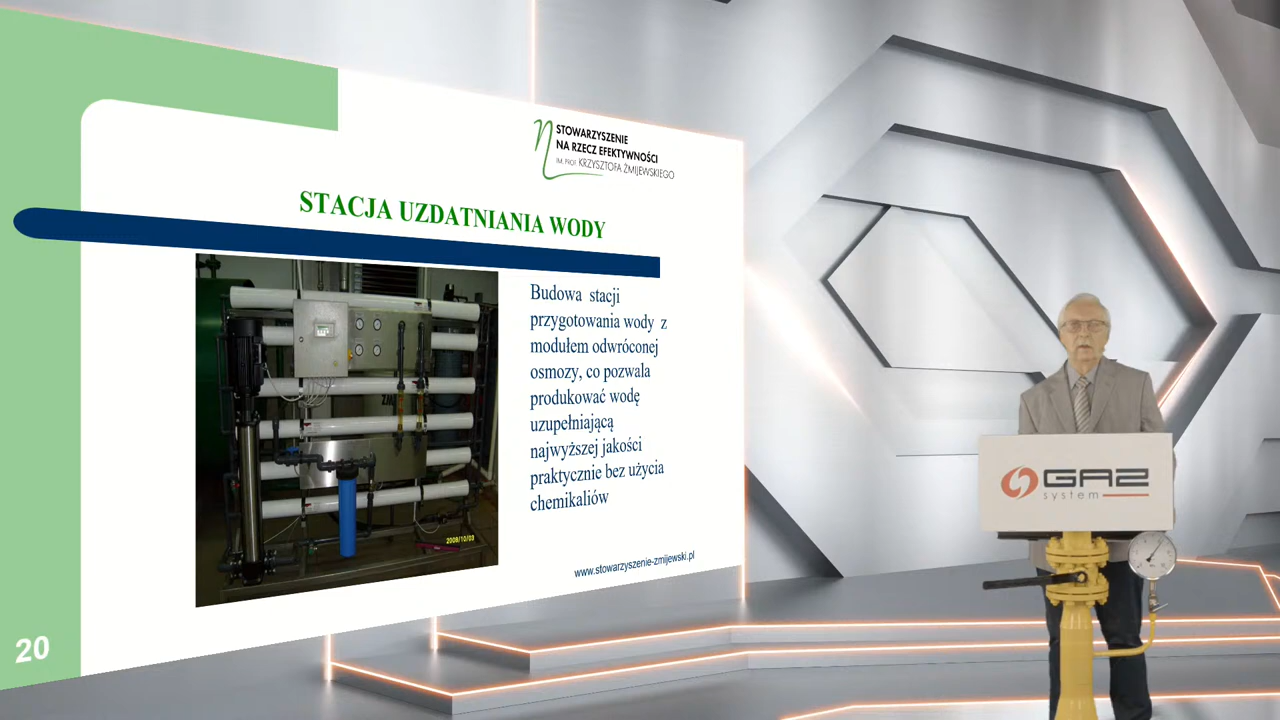 STOWARZYSZENIE
NA RZECZ EFEKTYWNOŚCI
IM. PROF. KRZYSZTOFA ŻMIJEWSKIEGO
STACJA UZDATNIANIA WODY
Budowa stacji
przygotowania wody z
modułem odwróconej
osmozy, co pozwala
produkować wodę
uzupełniającą
najwyższej jakości
praktycznie bez użycia
chemikaliów
2009/10/03
www.stowarzyszenie-zmijewski.pl
20
GAZ
system